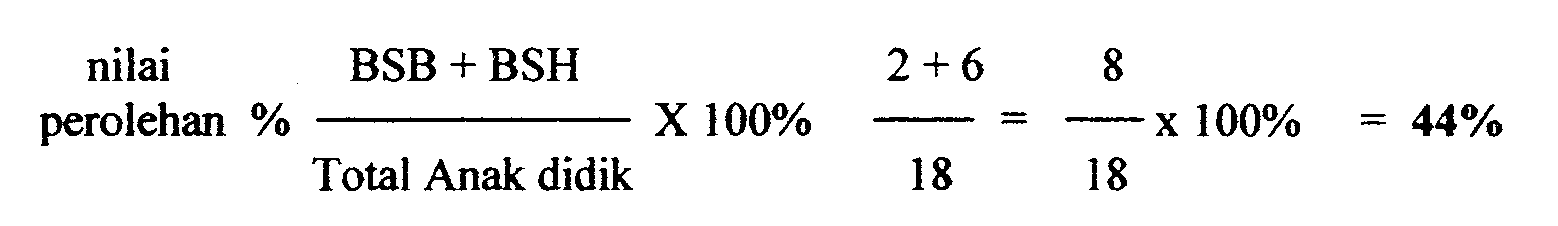 nilai BSB + BSH 2 + 6 8
perolehan % X 100% = x 100% = 44%
Total Anak didik 18 18